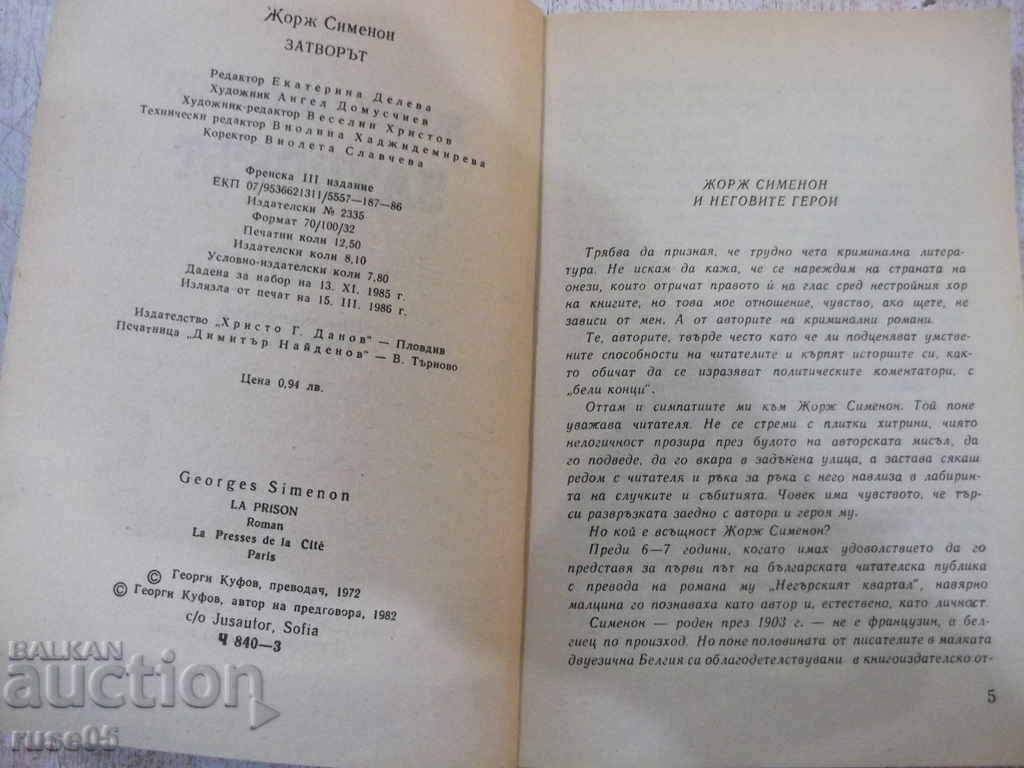 Жорж Сименон
ЗАТВОРЪТ
Редактор Екатерина Делева
Художник Ангел Домусчиев
Художник-редактор Веселин Христов
Технически редактор Виолина Хаджидемирева
Коректор Виолета Славчева
Френска III издание
ЕКП 07/9536621311/5557—187—86
Издателски № 2335
Формат 70/100/32
Печатни коли 12,50
Издателски коли 8,10
Условно-издателски коли 7,80
Дадена за набор на 13. XI. 1985 г.
Излязла от печат на 15. III. 1986 г.
Издателство „Христо Г. Данов" — Пловдив
Печатница „Димитър Найденов" — В. Търново
Цена 0,94 лв.
Georges Simenon
LA PRISON
Roman
La Presses de la Cité
Paris
© Георги Куфов, преводач, 1972
© Георги Куфов, автор на предговора, 1982
c/o Jusautor, Sofia
Ч 840—3
ЖОРЖ СИМЕНОН
И НЕГОВИТЕ ГЕРОИ
Трябва да призная, че трудно чета криминална литера-
тура. Не искам да кажа, че се нареждам на страната на
онези, които отричат правото ѝ на глас сред нестройния хор
на книгите, но това мое отношение, чувство, ако щете, не
зависи от мен. А от авторите на криминални романи.
Те, авторите, твърде често като че ли подценяват умстве-
ните способности на читателите и кърпят историите си, как-
то обичат да се изразяват политическите коментатори, с
„бели конци".
Оттам и симпатиите ми към Жорж Сименон. Той поне
уважава читателя. Не се стреми с плитки хитрини, чиято
нелогичност прозира през булото на авторската мисъл, да
го подведе, да го вкара в задънена улица, а застава сякаш
редом с читателя и ръка за ръка с него навлиза в лабирин-
та на случките и събитията. Човек има чувството, че тър-
си развръзката заедно с автора и героя му.
Но кой е всъщност Жорж Сименон?
Преди 6—7 години, когато имах удоволствието да го
представя за първи път на българската читателска публика
с превода на романа му „Негърският квартал", навярно
малцина го познаваха като автор и, естествено, като личност.
Сименон — роден през 1903 г. — не е французин, а бел-
гиец по произход. Но поне половината от писателите в малката
двуезична Белгия са облагодетелствувани в книгоиздателско от-
5
BALKAN
auction
ruse05